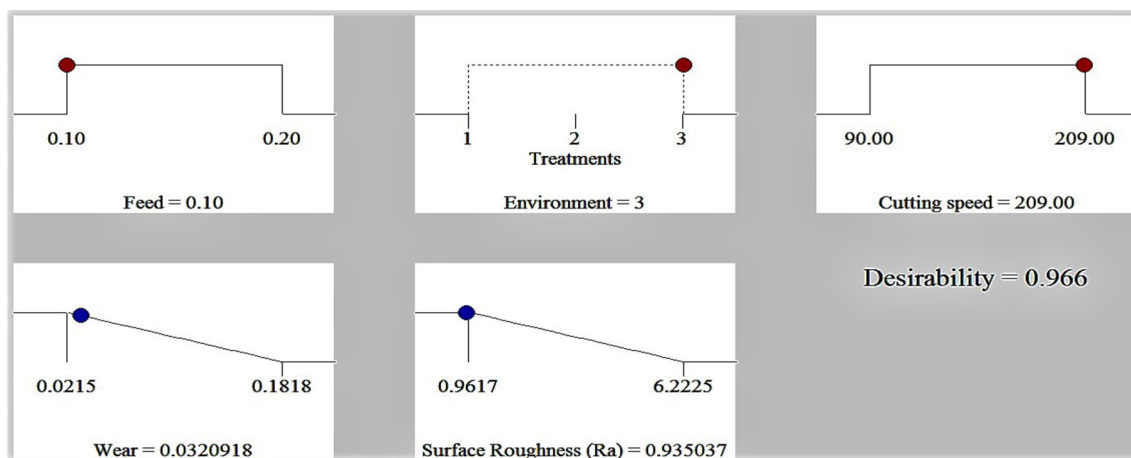 0.10 0.20
Feed = 0.10
1 2 3
Treatments
Environment = 3
90.00 209.00
Cutting speed = 209.00
0.0215 0.1818
Wear = 0.0320918
0.9617 6.2225
Surface Roughness (Ra) = 0.935037
Desirability = 0.966